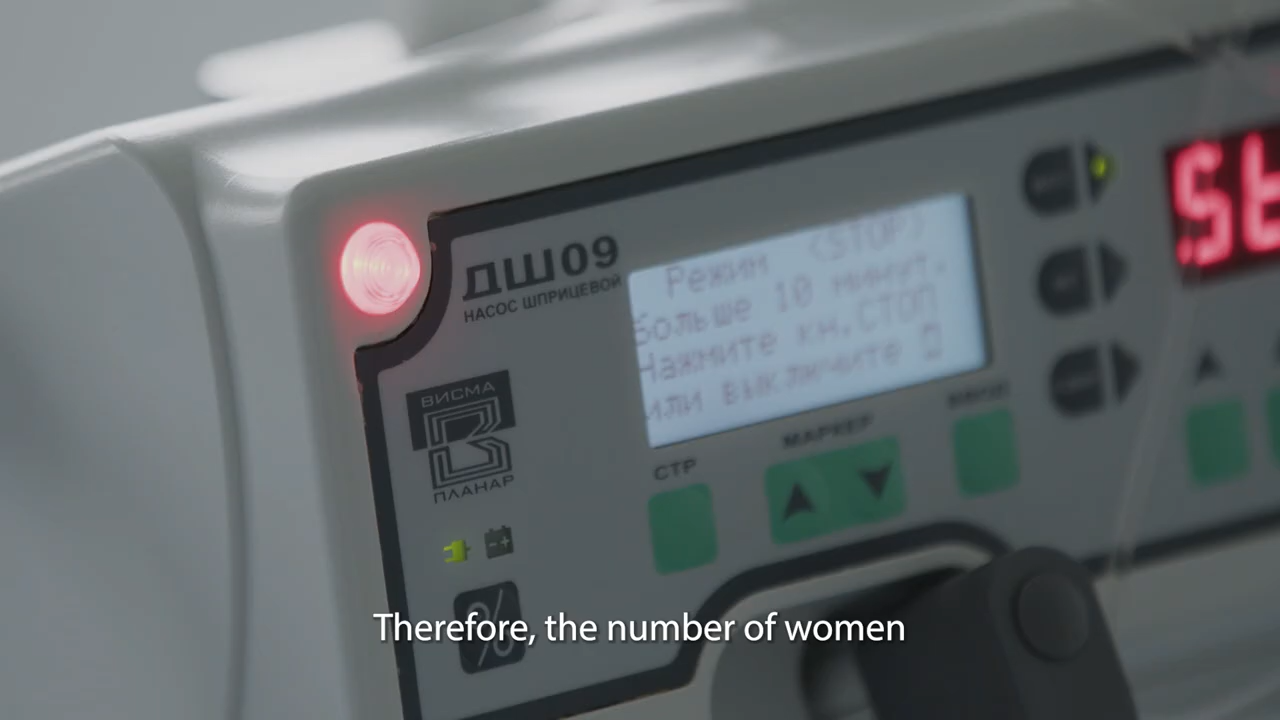 ДШ09
НАСОС ШПРИЦЕВОЙ
Режим (STOP)
Больше 10 минут.
Нажмите кн.СТОП
или выключите
ВИСМА
ПЛАНАР
СТР
МАРКЕР
St
%
Therefore, the number of women